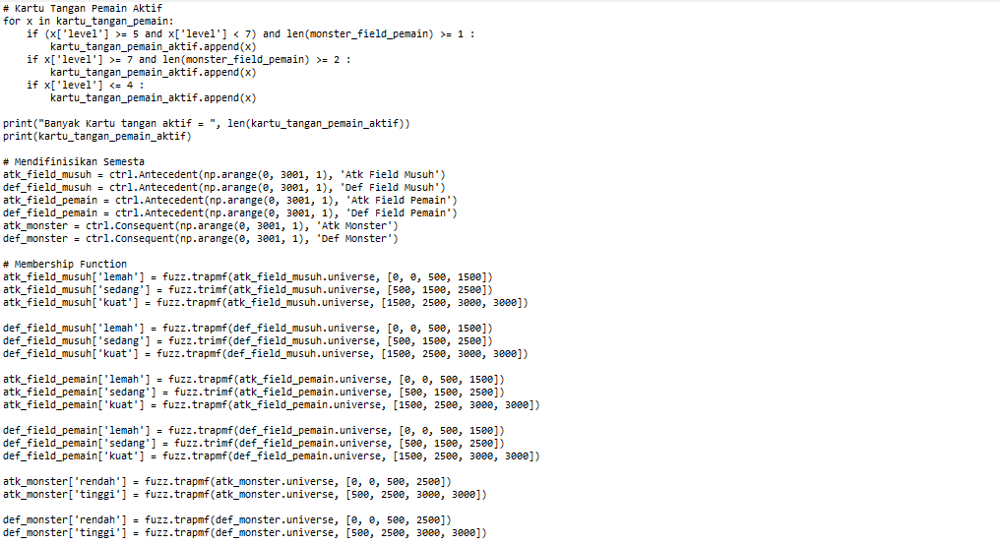 # Kartu Tangan Pemain Aktif
for x in kartu_tangan_pemain:
    if (x['level'] >= 5 and x['level'] < 7) and len(monster_field_pemain) >= 1 :
        kartu_tangan_pemain_aktif.append(x)
    if x['level'] >= 7 and len(monster_field_pemain) >= 2 :
        kartu_tangan_pemain_aktif.append(x)
    if x['level'] <= 4 :
        kartu_tangan_pemain_aktif.append(x)

print("Banyak Kartu tangan aktif = ", len(kartu_tangan_pemain_aktif))
print(kartu_tangan_pemain_aktif)

# Mendifinisikan Semesta
atk_field_musuh = ctrl.Antecedent(np.arange(0, 3001, 1), 'Atk Field Musuh')
def_field_musuh = ctrl.Antecedent(np.arange(0, 3001, 1), 'Def Field Musuh')
atk_field_pemain = ctrl.Antecedent(np.arange(0, 3001, 1), 'Atk Field Pemain')
def_field_pemain = ctrl.Antecedent(np.arange(0, 3001, 1), 'Def Field Pemain')
atk_monster = ctrl.Consequent(np.arange(0, 3001, 1), 'Atk Monster')
def_monster = ctrl.Consequent(np.arange(0, 3001, 1), 'Def Monster')

# Membership Function
atk_field_musuh['lemah'] = fuzz.trapmf(atk_field_musuh.universe, [0, 0, 500, 1500])
atk_field_musuh['sedang'] = fuzz.trimf(atk_field_musuh.universe, [500, 1500, 2500])
atk_field_musuh['kuat'] = fuzz.trapmf(atk_field_musuh.universe, [1500, 2500, 3000, 3000])

def_field_musuh['lemah'] = fuzz.trapmf(def_field_musuh.universe, [0, 0, 500, 1500])
def_field_musuh['sedang'] = fuzz.trimf(def_field_musuh.universe, [500, 1500, 2500])
def_field_musuh['kuat'] = fuzz.trapmf(def_field_musuh.universe, [1500, 2500, 3000, 3000])

atk_field_pemain['lemah'] = fuzz.trapmf(atk_field_pemain.universe, [0, 0, 500, 1500])
atk_field_pemain['sedang'] = fuzz.trimf(atk_field_pemain.universe, [500, 1500, 2500])
atk_field_pemain['kuat'] = fuzz.trapmf(atk_field_pemain.universe, [1500, 2500, 3000, 3000])

def_field_pemain['lemah'] = fuzz.trapmf(def_field_pemain.universe, [0, 0, 500, 1500])
def_field_pemain['sedang'] = fuzz.trimf(def_field_pemain.universe, [500, 1500, 2500])
def_field_pemain['kuat'] = fuzz.trapmf(def_field_pemain.universe, [1500, 2500, 3000, 3000])

atk_monster['rendah'] = fuzz.trapmf(atk_monster.universe, [0, 0, 500, 2500])
atk_monster['tinggi'] = fuzz.trapmf(atk_monster.universe, [500, 2500, 3000, 3000])

def_monster['rendah'] = fuzz.trapmf(def_monster.universe, [0, 0, 500, 2500])
def_monster['tinggi'] = fuzz.trapmf(def_monster.universe, [500, 2500, 3000, 3000])